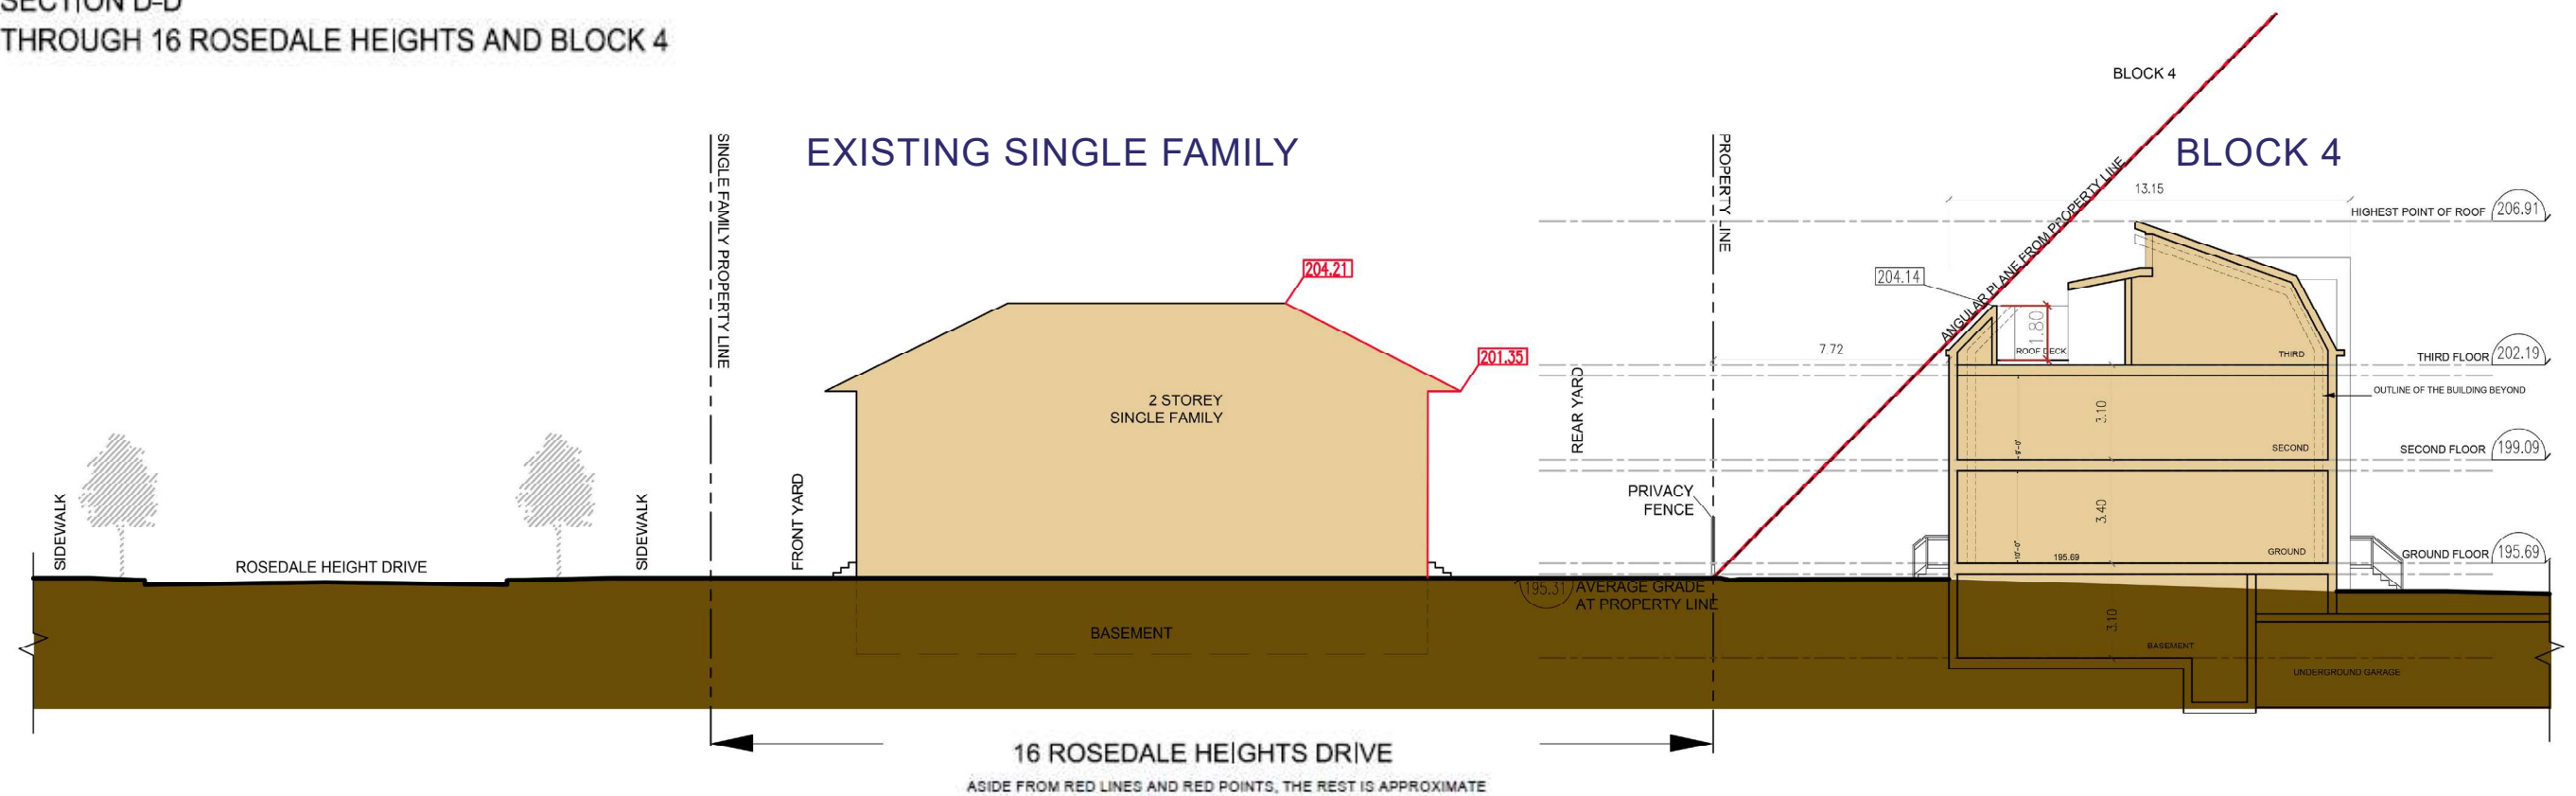 SECTION D-D
THROUGH 16 ROSEDALE HEIGHTS AND BLOCK 4
BLOCK 4
EXISTING SINGLE FAMILY
BLOCK 4
SINGLE FAMILY PROPERTY LINE
PROPERTY LINE
ANGULAR PLANE FROM PROPERTY LINE
13.15
HIGHEST POINT OF ROOF 206.91
204.21
204.14
1.80
ROOF DECK
7.72
201.35
THIRD
THIRD FLOOR 202.19
OUTLINE OF THE BUILDING BEYOND
2 STOREY
SINGLE FAMILY
REAR YARD
3.10
9'-0"
SECOND
SECOND FLOOR 199.09
PRIVACY
FENCE
SIDEWALK
SIDEWALK
FRONT YARD
3.40
10'-0"
195.69
GROUND
GROUND FLOOR 195.69
ROSEDALE HEIGHT DRIVE
195.31 AVERAGE GRADE
AT PROPERTY LINE
BASEMENT
3.10
BASEMENT
UNDERGROUND GARAGE
16 ROSEDALE HEIGHTS DRIVE
ASIDE FROM RED LINES AND RED POINTS, THE REST IS APPROXIMATE